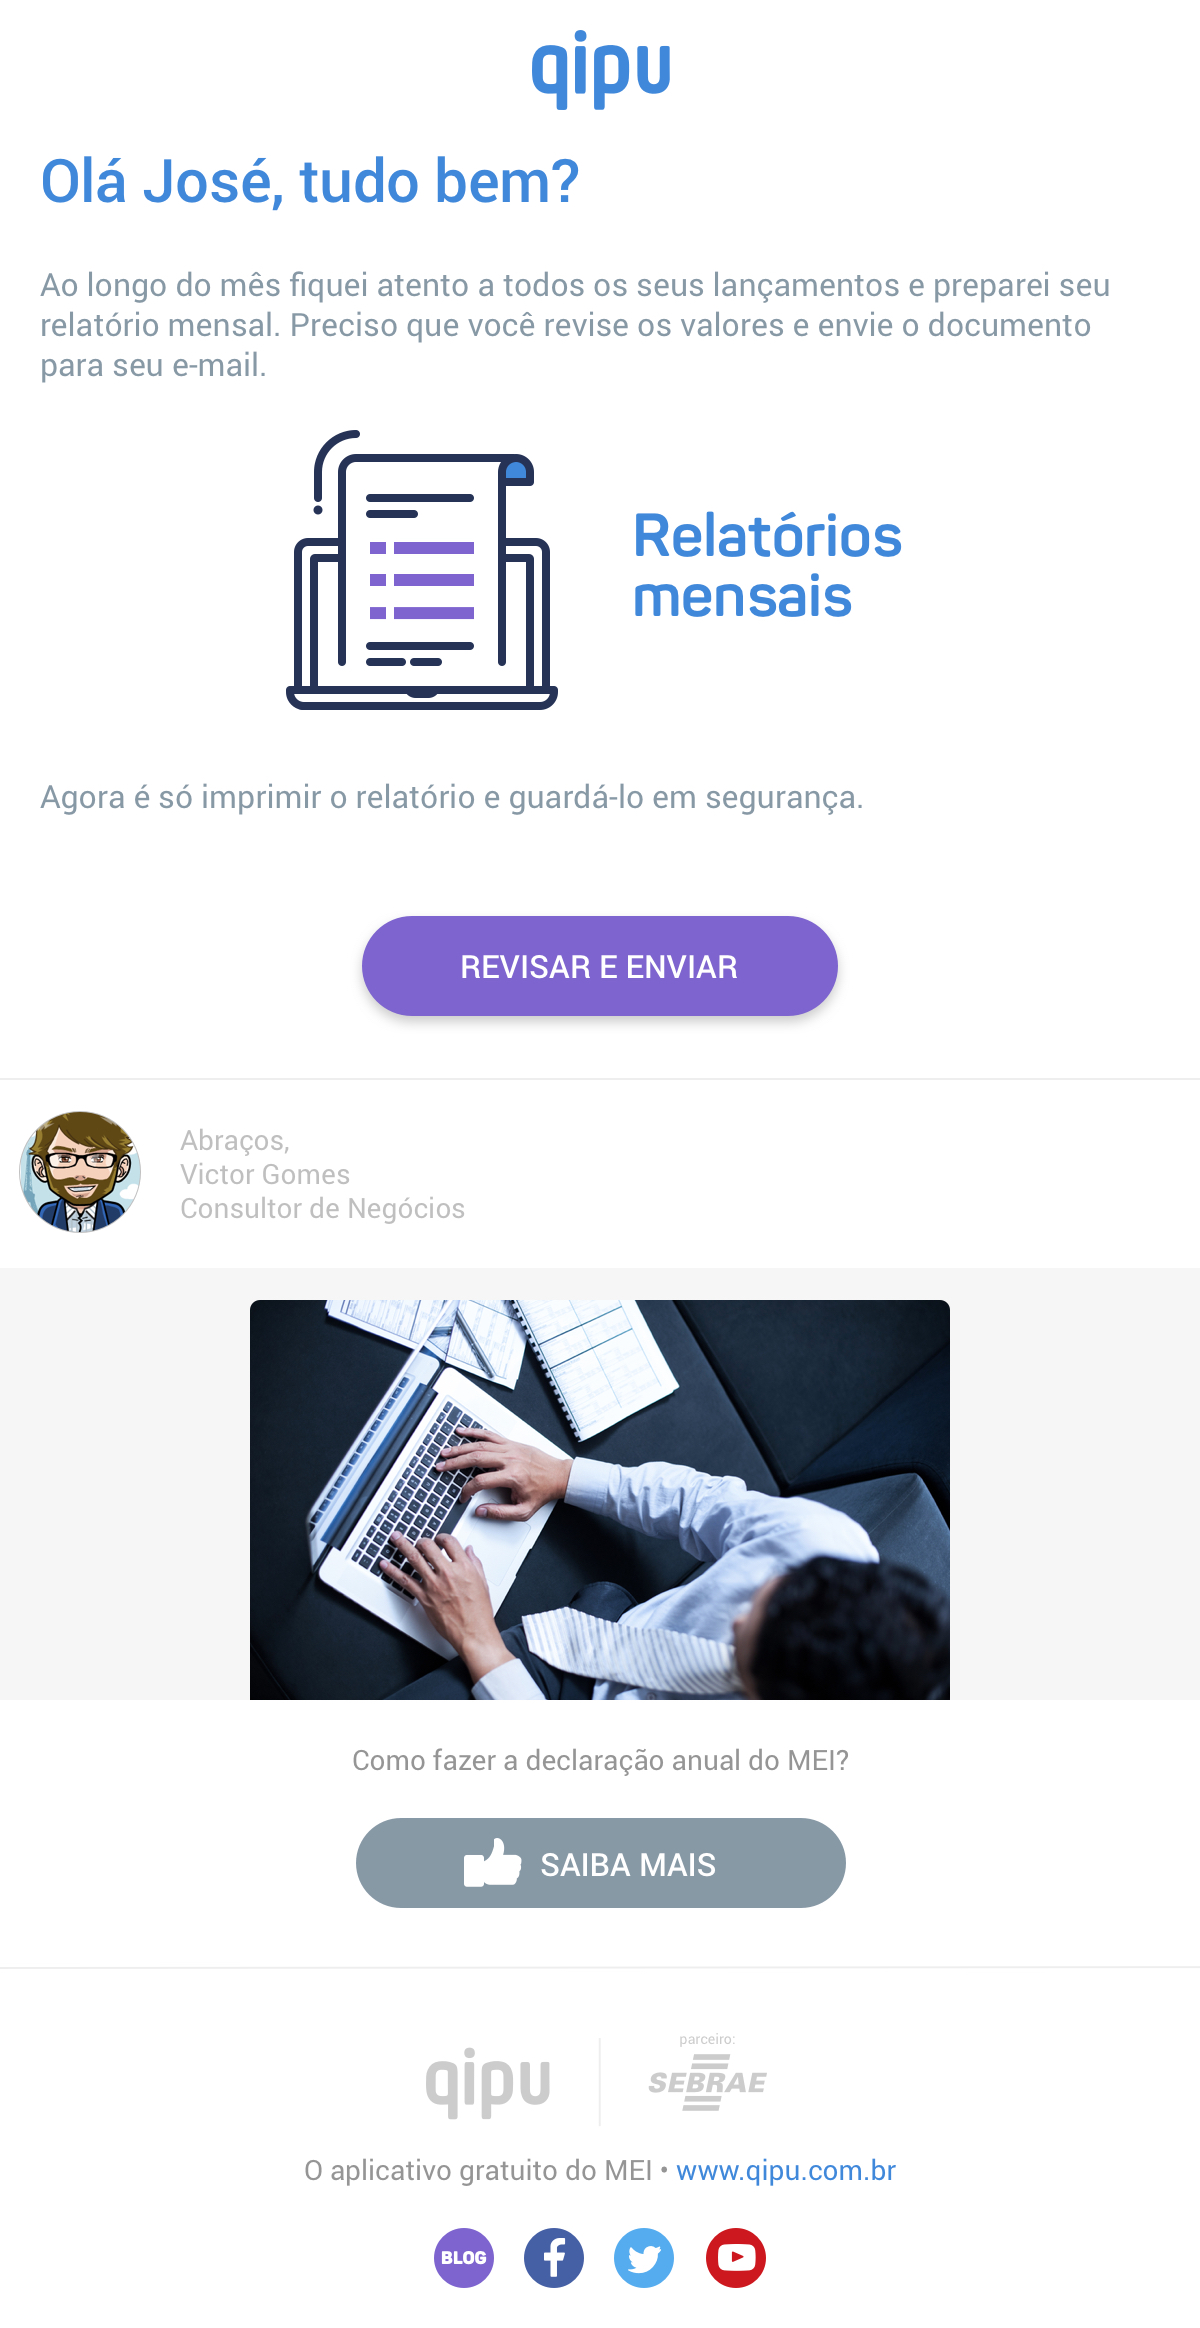 qipu
Olá José, tudo bem?
Ao longo do mês fiquei atento a todos os seus lançamentos e preparei seu
relatório mensal. Preciso que você revise os valores e envie o documento
para seu e-mail.
Relatórios
mensais
Agora é só imprimir o relatório e guardá-lo em segurança.
REVISAR E ENVIAR
Abraços,
Victor Gomes
Consultor de Negócios
Como fazer a declaração anual do MEI?
SAIBA MAIS
qipu
parceiro:
SEBRAE
O aplicativo gratuito do MEI • www.qipu.com.br
BLOG